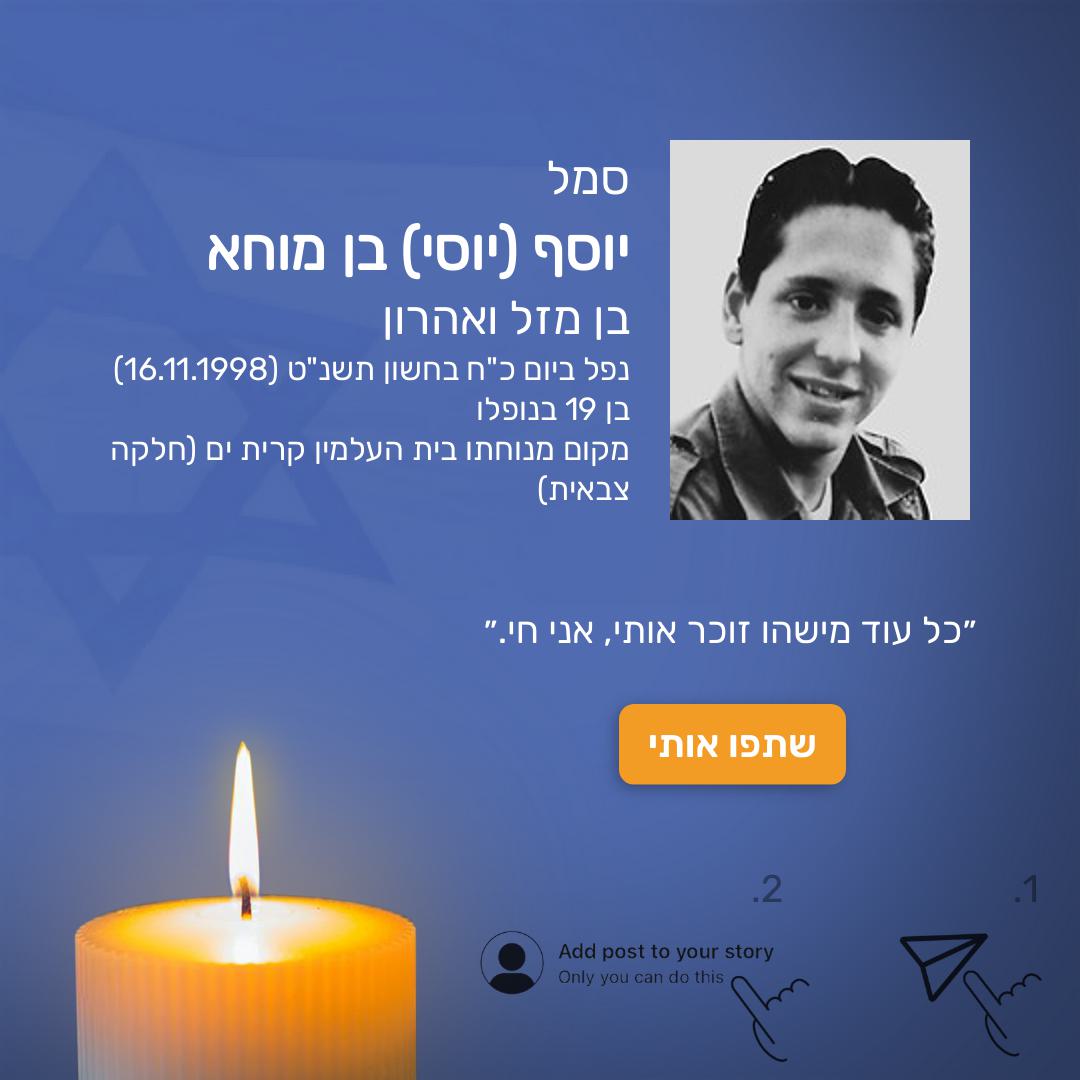 סמל
יוסף (יוסי) בן מוחא
בן מזל ואהרון
נפל ביום כ"ח בחשון תשנ"ט (16.11.1998)
בן 19 בנופלו
מקום מנוחתו בית העלמין קרית ים (חלקה
צבאית)
״כל עוד מישהו זוכר אותי, אני חי.״
שתפו אותי
1.
2.
Add post to your story
Only you can do this